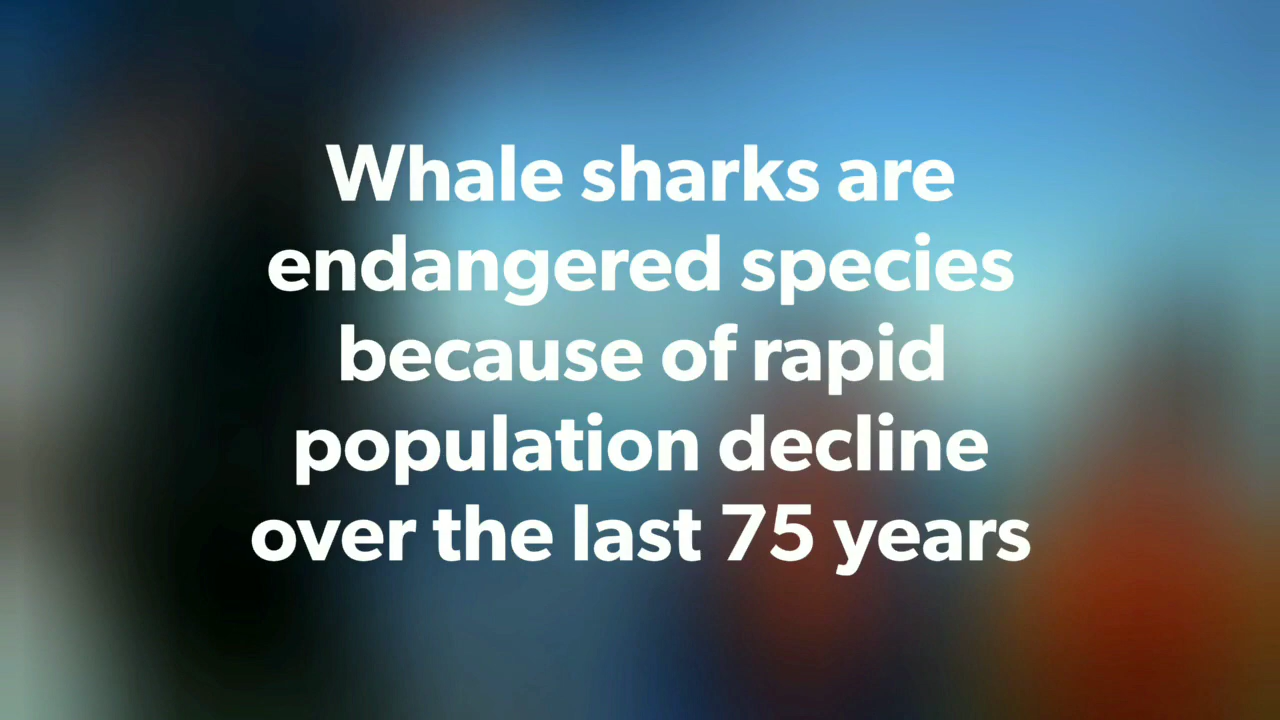 Whale sharks are
endangered species
because of rapid
population decline
over the last 75 years